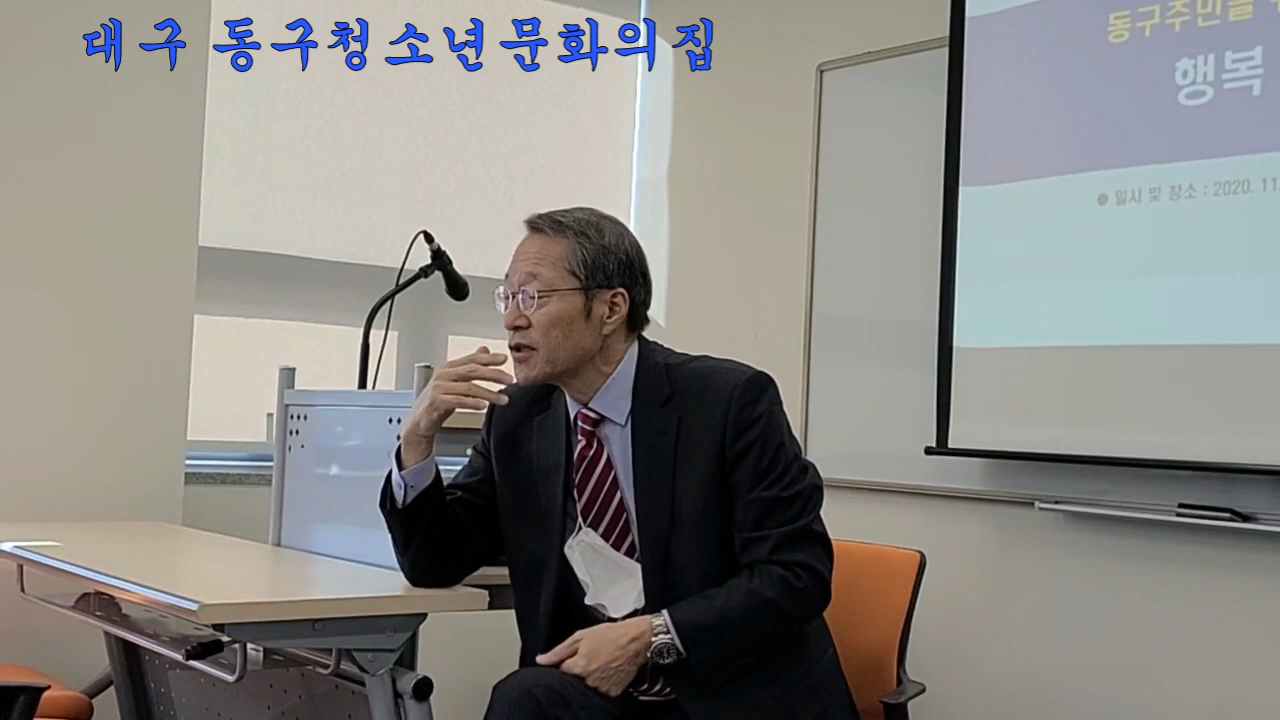 대구 동구청소년문화의집
동구주민을
행복
● 일시 및 장소 : 2020. 11.